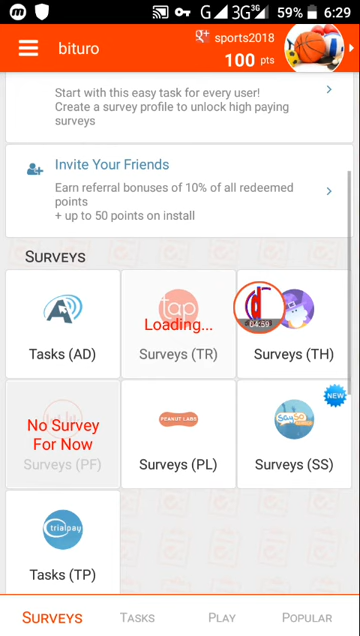 G 3G 3G 59% 6:29
bituro
g+ sports2018
100 pts
Start with this easy task for every user!
Create a survey profile to unlock high paying
surveys
Invite Your Friends
Earn referral bonuses of 10% of all redeemed
points
+ up to 50 points on install
SURVEYS
Tasks (AD)
tap
Loading...
Surveys (TR)
04:59
Surveys (TH)
No Survey
For Now
Surveys (PF)
PEANUT LABS
Surveys (PL)
NEW
SaySo
Surveys (SS)
trialpay
Tasks (TP)
SURVEYS TASKS PLAY POPULAR